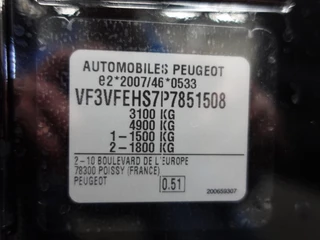 AUTOMOBILES PEUGEOT
e2*2007/46*0533
VF3VFEHS7P7851508
3100 KG
4900 KG
1-1500 KG
2-1800 KG
2-10 BOULEVARD DE L'EUROPE
78300 POISSY (FRANCE)
PEUGEOT 0.51
200659307